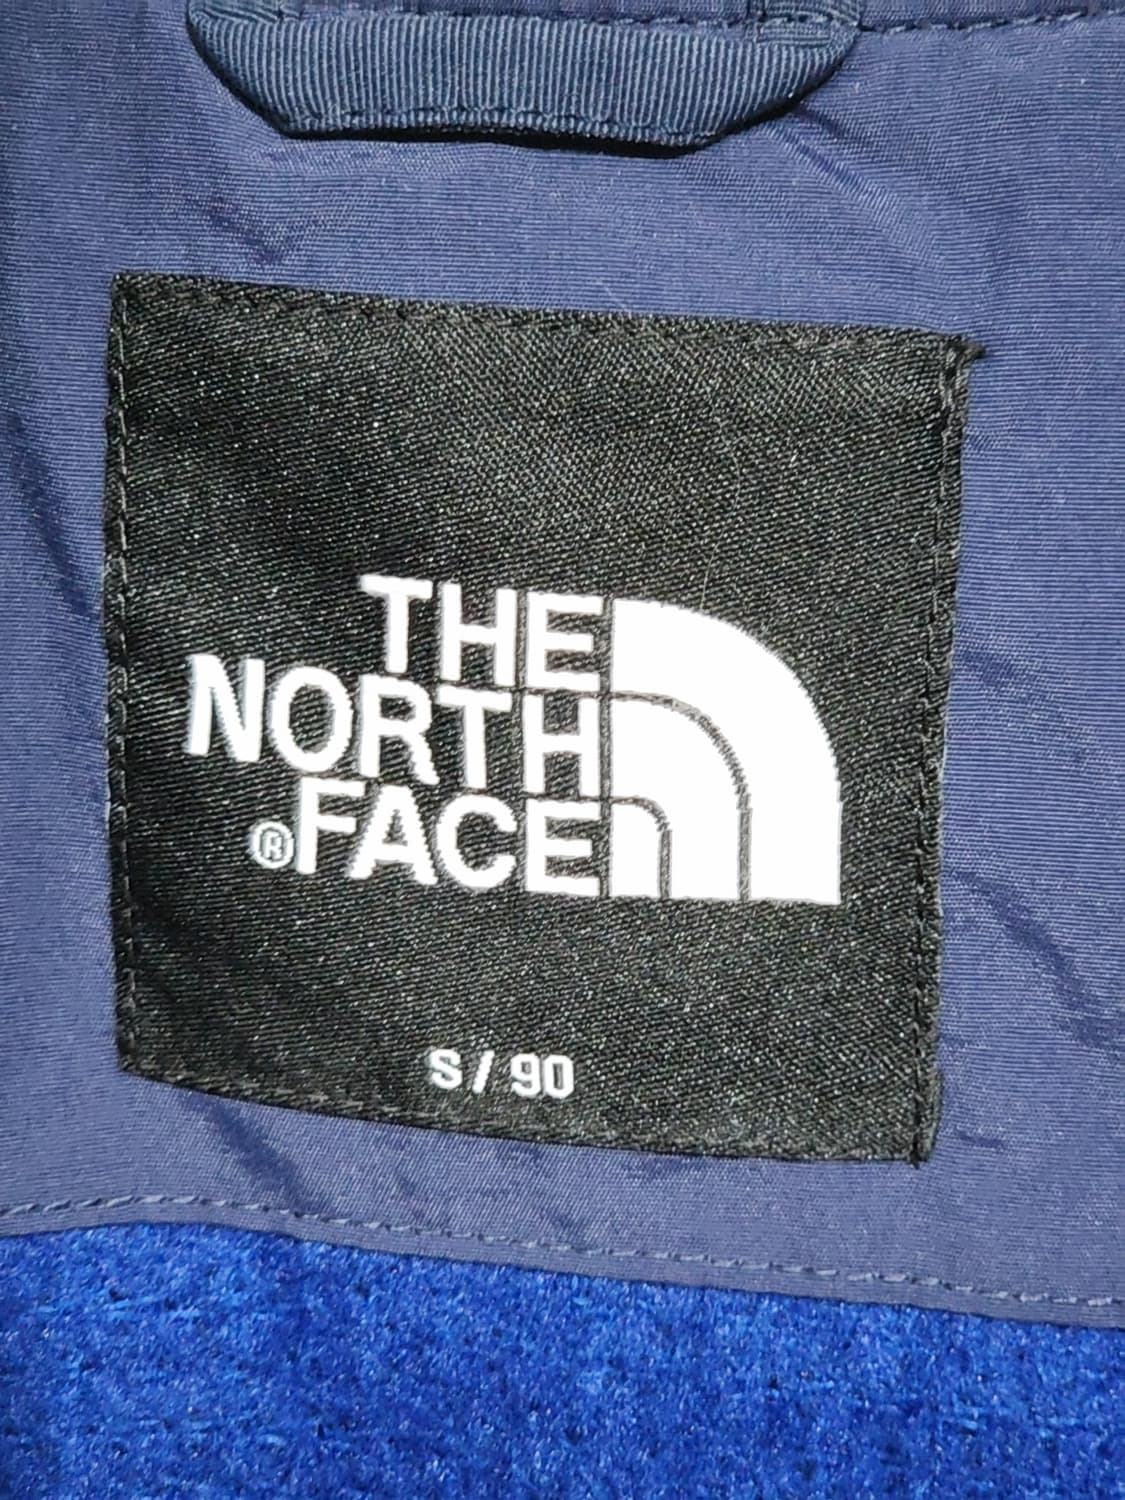 THE
NORTH
®FACE
S / 90